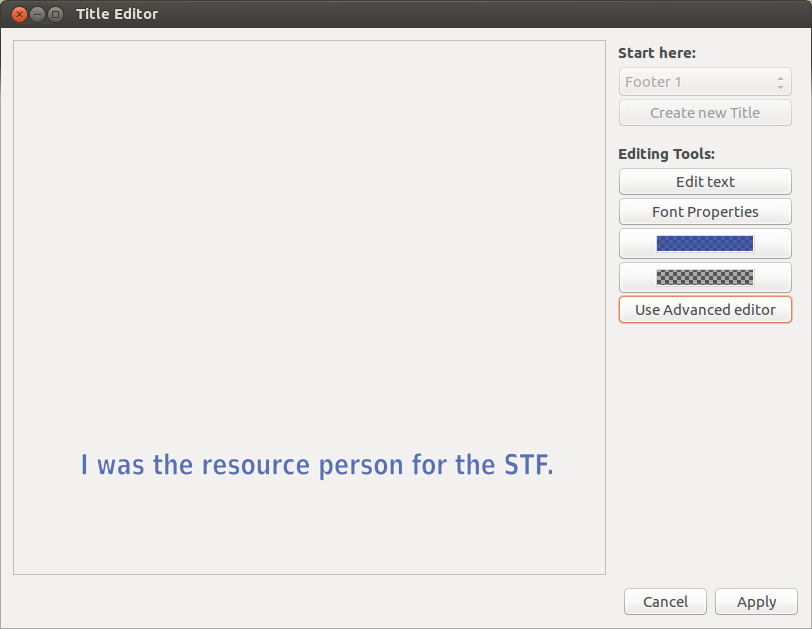 Title Editor
Start here:
Footer 1
Create new Title
Editing Tools:
Edit text
Font Properties
Use Advanced editor
I was the resource person for the STF.
Cancel
Apply